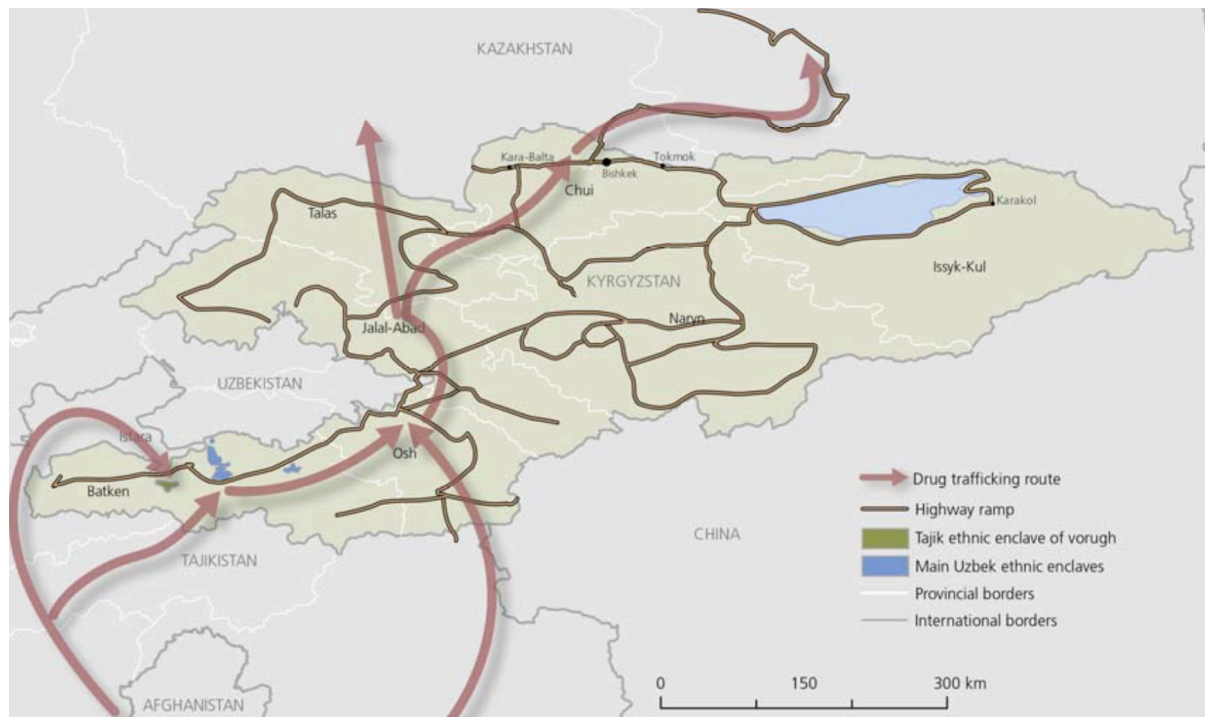 KAZAKHSTAN
Kara-Balta
Tokmok
Bishkek
Chui
Talas
Karakol
Issyk-Kul
KYRGYZSTAN
Naryn
Jalal-Abad
UZBEKISTAN
Isfara
Osh
Batken
TAJIKISTAN
CHINA
AFGHANISTAN
Drug trafficking route
Highway ramp
Tajik ethnic enclave of vorugh
Main Uzbek ethnic enclaves
Provincial borders
International borders
0 150 300 km